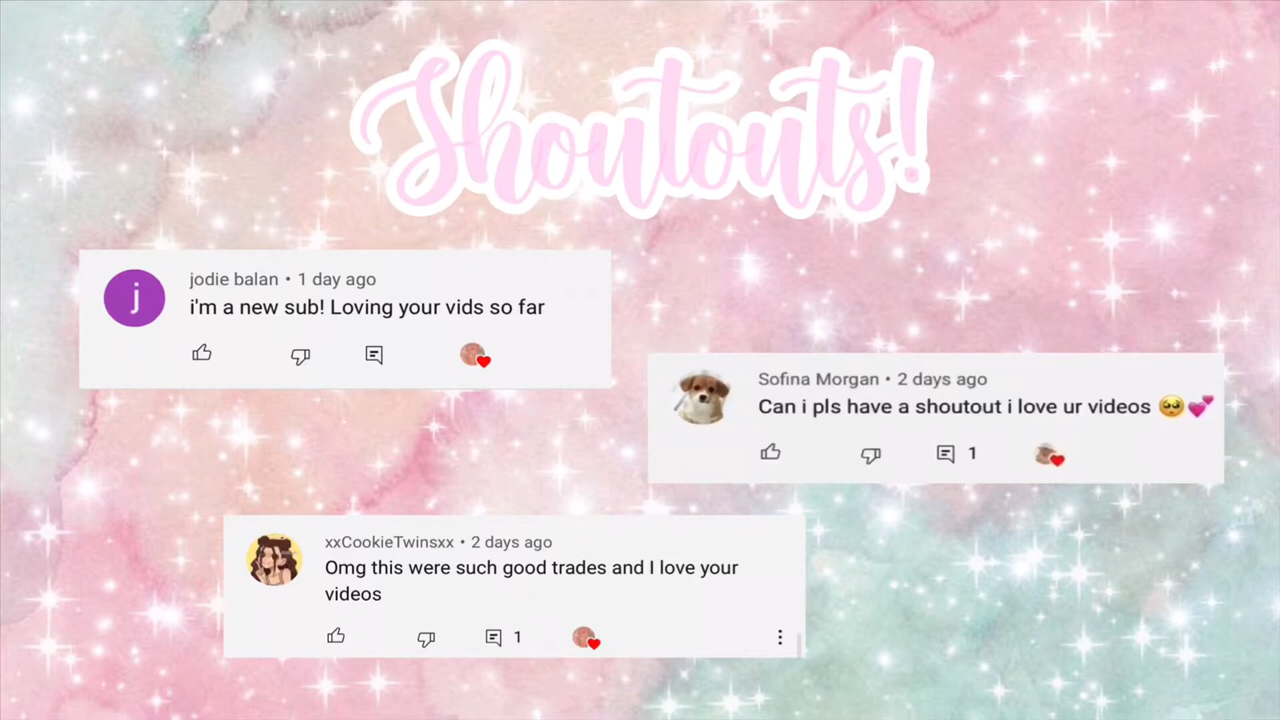 Shoutouts!
j
jodie balan • 1 day ago
i'm a new sub! Loving your vids so far
Sofina Morgan • 2 days ago
Can i pls have a shoutout i love ur videos 🥺💕
1
xxCookieTwinsxx • 2 days ago
Omg this were such good trades and I love your
videos
1